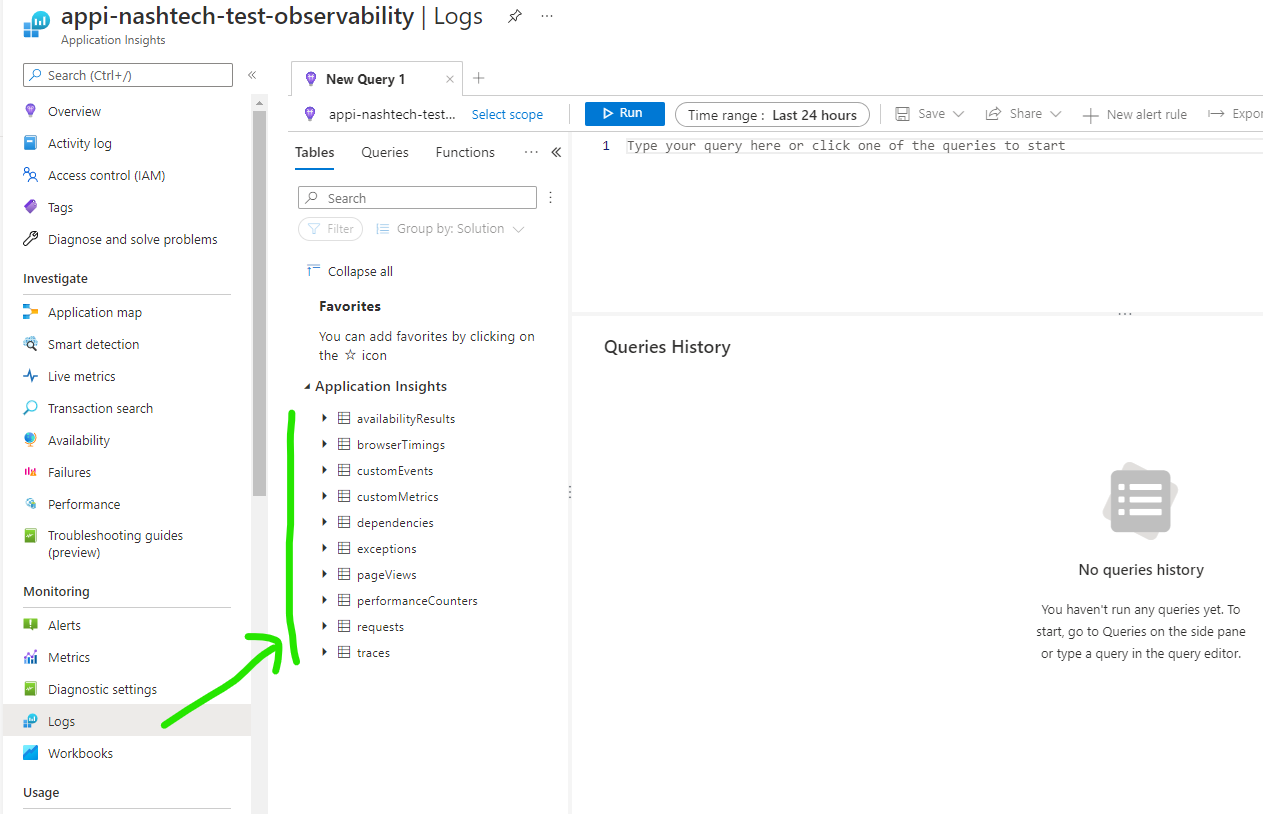 appi-nashtech-test-observability | Logs
Application Insights
Search (Ctrl+/)
Overview
Activity log
Access control (IAM)
Tags
Diagnose and solve problems
Investigate
Application map
Smart detection
Live metrics
Transaction search
Availability
Failures
Performance
Troubleshooting guides
(preview)
Monitoring
Alerts
Metrics
Diagnostic settings
Logs
Workbooks
Usage
New Query 1
appi-nashtech-test... Select scope
Run
Time range : Last 24 hours
Save
Share
New alert rule
Expor
Tables Queries Functions
Search
Filter
Group by: Solution
Collapse all
Favorites
You can add favorites by clicking on
the ☆ icon
Application Insights
availabilityResults
browserTimings
customEvents
customMetrics
dependencies
exceptions
pageViews
performanceCounters
requests
traces
1 Type your query here or click one of the queries to start
Queries History
No queries history
You haven't run any queries yet. To
start, go to Queries on the side pane
or type a query in the query editor.